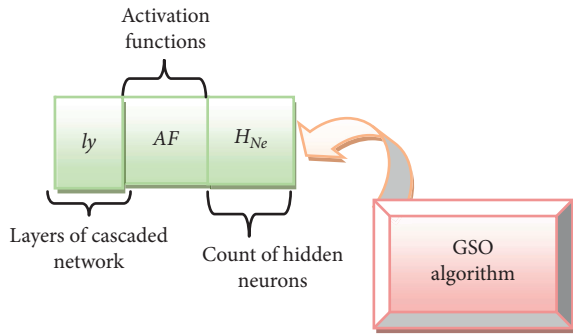 Activation
functions
ly
AF
H_Ne
Layers of cascaded
network
Count of hidden
neurons
GSO
algorithm